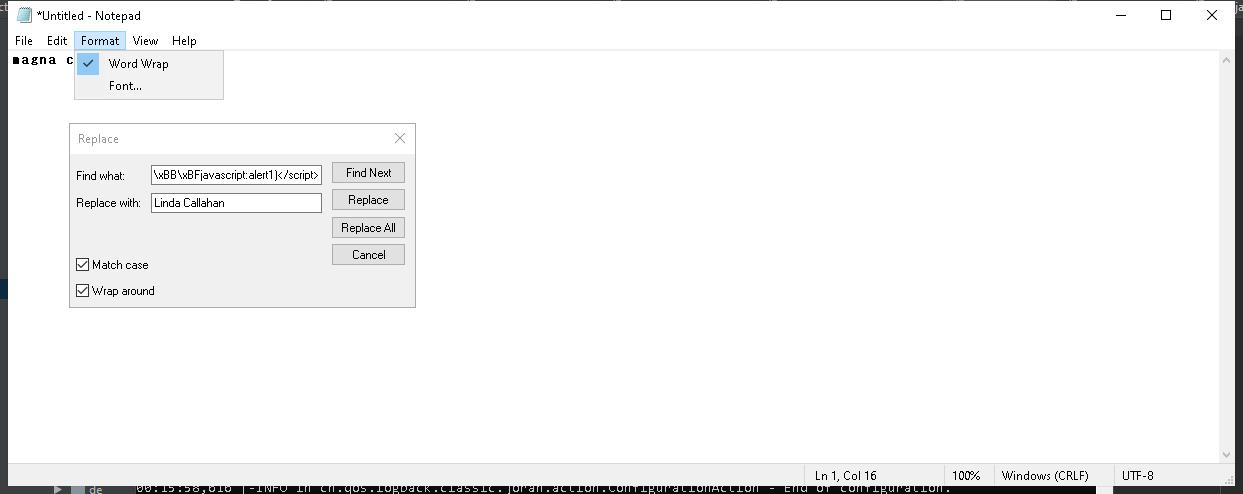 *Untitled - Notepad
File Edit Format View Help
magna c
Word Wrap
Font...
Replace
Find what: \xBB\xBFjavascript:alert1)</script> Find Next
Replace with: Linda Callahan Replace
Replace All
Cancel
Match case
Wrap around
Ln 1, Col 16 100% Windows (CRLF) UTF-8
de 00:15:58,616 |-INFO in ch.qos.logback.classic.joran.action.ConfigurationAction - End of configuration.